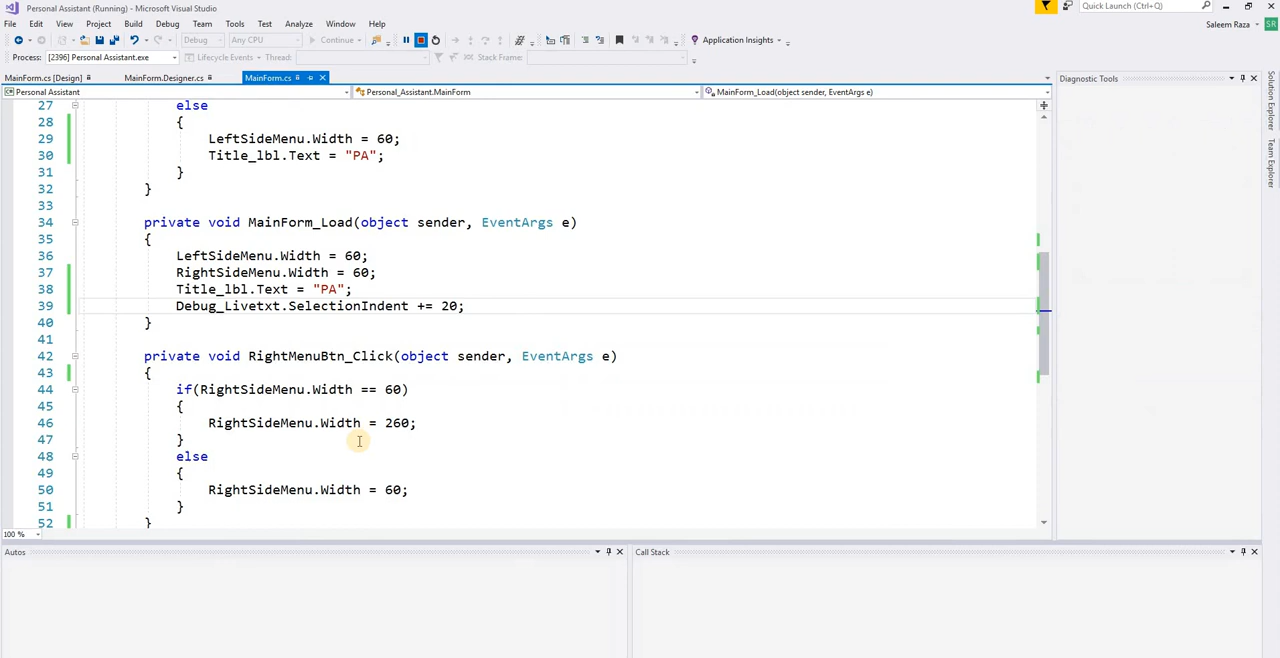 Personal Assistant (Running) - Microsoft Visual Studio
Quick Launch (Ctrl+Q)
File Edit View Project Build Debug Team Tools Test Analyze Window Help
Saleem Raza SR
Debug Any CPU Continue Application Insights
Process: [2396] Personal Assistant.exe Lifecycle Events Thread: Stack Frame:
MainForm.cs [Design] MainForm.Designer.cs MainForm.cs
Diagnostic Tools
Personal Assistant Personal_Assistant.MainForm MainForm_Load(object sender, EventArgs e)
Solution Explorer
Team Explorer
27 else
28 {
29 LeftSideMenu.Width = 60;
30 Title_lbl.Text = "PA";
31 }
32 }
33
34 private void MainForm_Load(object sender, EventArgs e)
35 {
36 LeftSideMenu.Width = 60;
37 RightSideMenu.Width = 60;
38 Title_lbl.Text = "PA";
39 Debug_Livetxt.SelectionIndent += 20;
40 }
41
42 private void RightMenuBtn_Click(object sender, EventArgs e)
43 {
44 if(RightSideMenu.Width == 60)
45 {
46 RightSideMenu.Width = 260;
47 }
48 else
49 {
50 RightSideMenu.Width = 60;
51 }
52 }
100 %
Autos
Call Stack